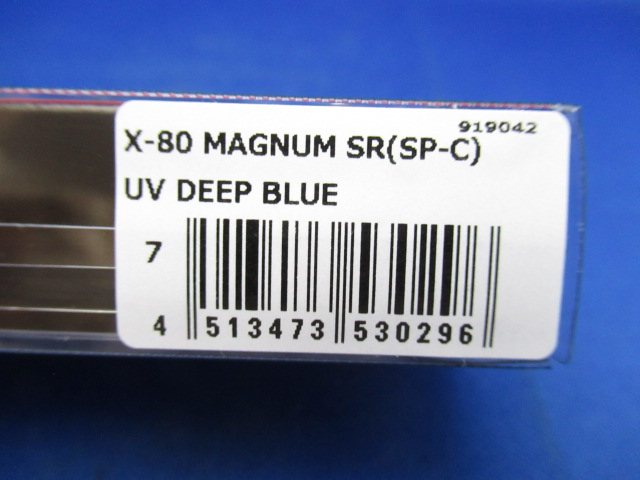 919042
X-80 MAGNUM SR(SP-C)
UV DEEP BLUE
7
4 513473 530296